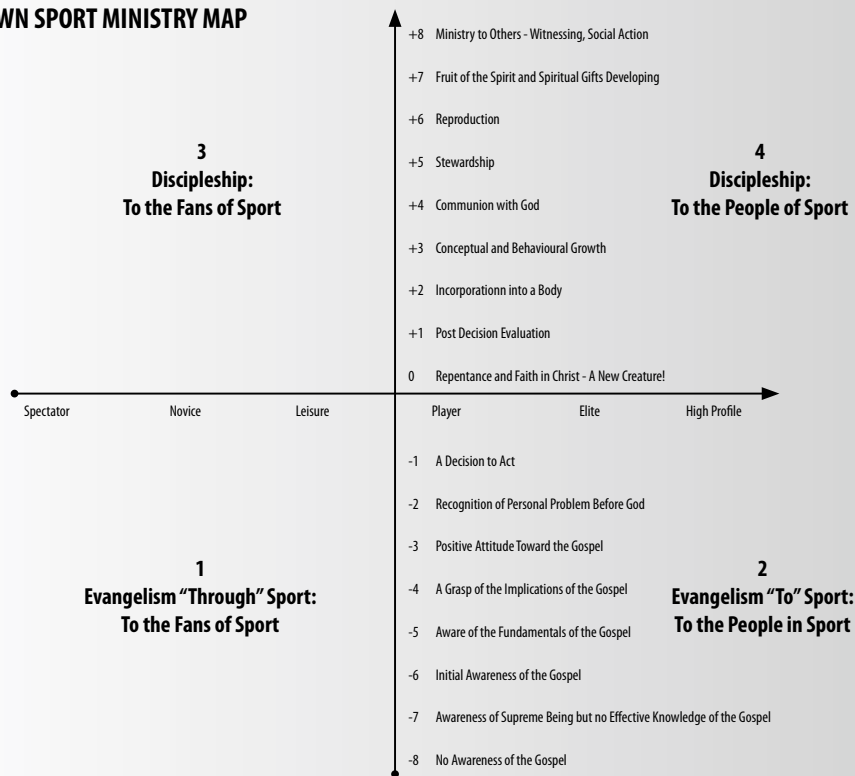 WN SPORT MINISTRY MAP
+8 Ministry to Others - Witnessing, Social Action
+7 Fruit of the Spirit and Spiritual Gifts Developing
+6 Reproduction
3
Discipleship:
To the Fans of Sport
+5 Stewardship
+4 Communion with God
4
Discipleship:
To the People of Sport
+3 Conceptual and Behavioural Growth
+2 Incorporationn into a Body
+1 Post Decision Evaluation
0 Repentance and Faith in Christ - A New Creature!
Spectator Novice Leisure Player Elite High Profile
-1 A Decision to Act
-2 Recognition of Personal Problem Before God
-3 Positive Attitude Toward the Gospel
1
Evangelism “Through” Sport:
To the Fans of Sport
-4 A Grasp of the Implications of the Gospel
-5 Aware of the Fundamentals of the Gospel
2
Evangelism “To” Sport:
To the People in Sport
-6 Initial Awareness of the Gospel
-7 Awareness of Supreme Being but no Effective Knowledge of the Gospel
-8 No Awareness of the Gospel